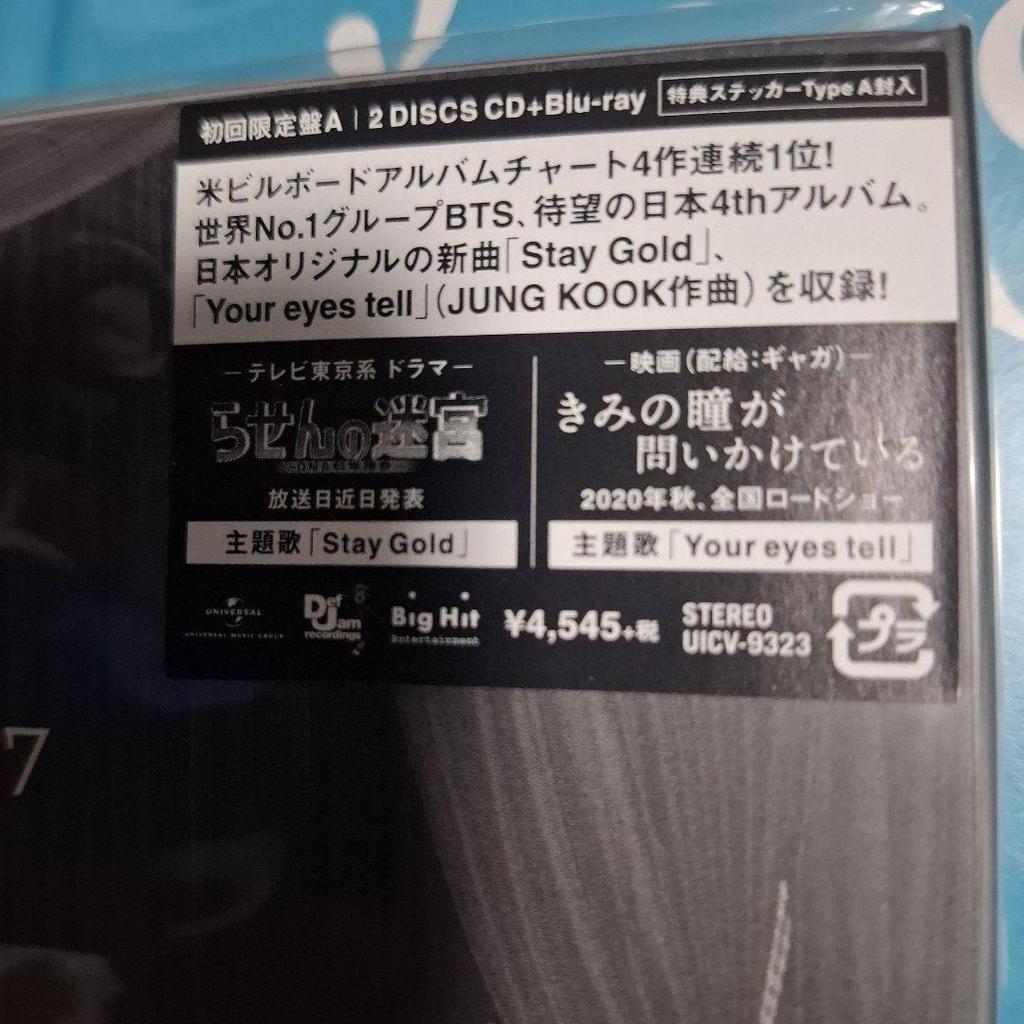 初回限定盤A | 2 DISCS CD+Blu-ray 特典ステッカーType A封入
米ビルボードアルバムチャート4作連続1位!
世界No.1グループBTS、待望の日本4thアルバム。
日本オリジナルの新曲「Stay Gold」、
「Your eyes tell」(JUNG KOOK作曲)を収録!
―テレビ東京系 ドラマ―
らせんの迷宮
放送日近日発表
主題歌「Stay Gold」
―映画(配給:ギャガ)―
きみの瞳が
問いかけている
2020年秋、全国ロードショー
主題歌「Your eyes tell」
UNIVERSAL
UNIVERSAL MUSIC GROUP
Def Jam
recordings
Big Hit
Entertainment
¥4,545+税
STEREO
UICV-9323
プラ
7